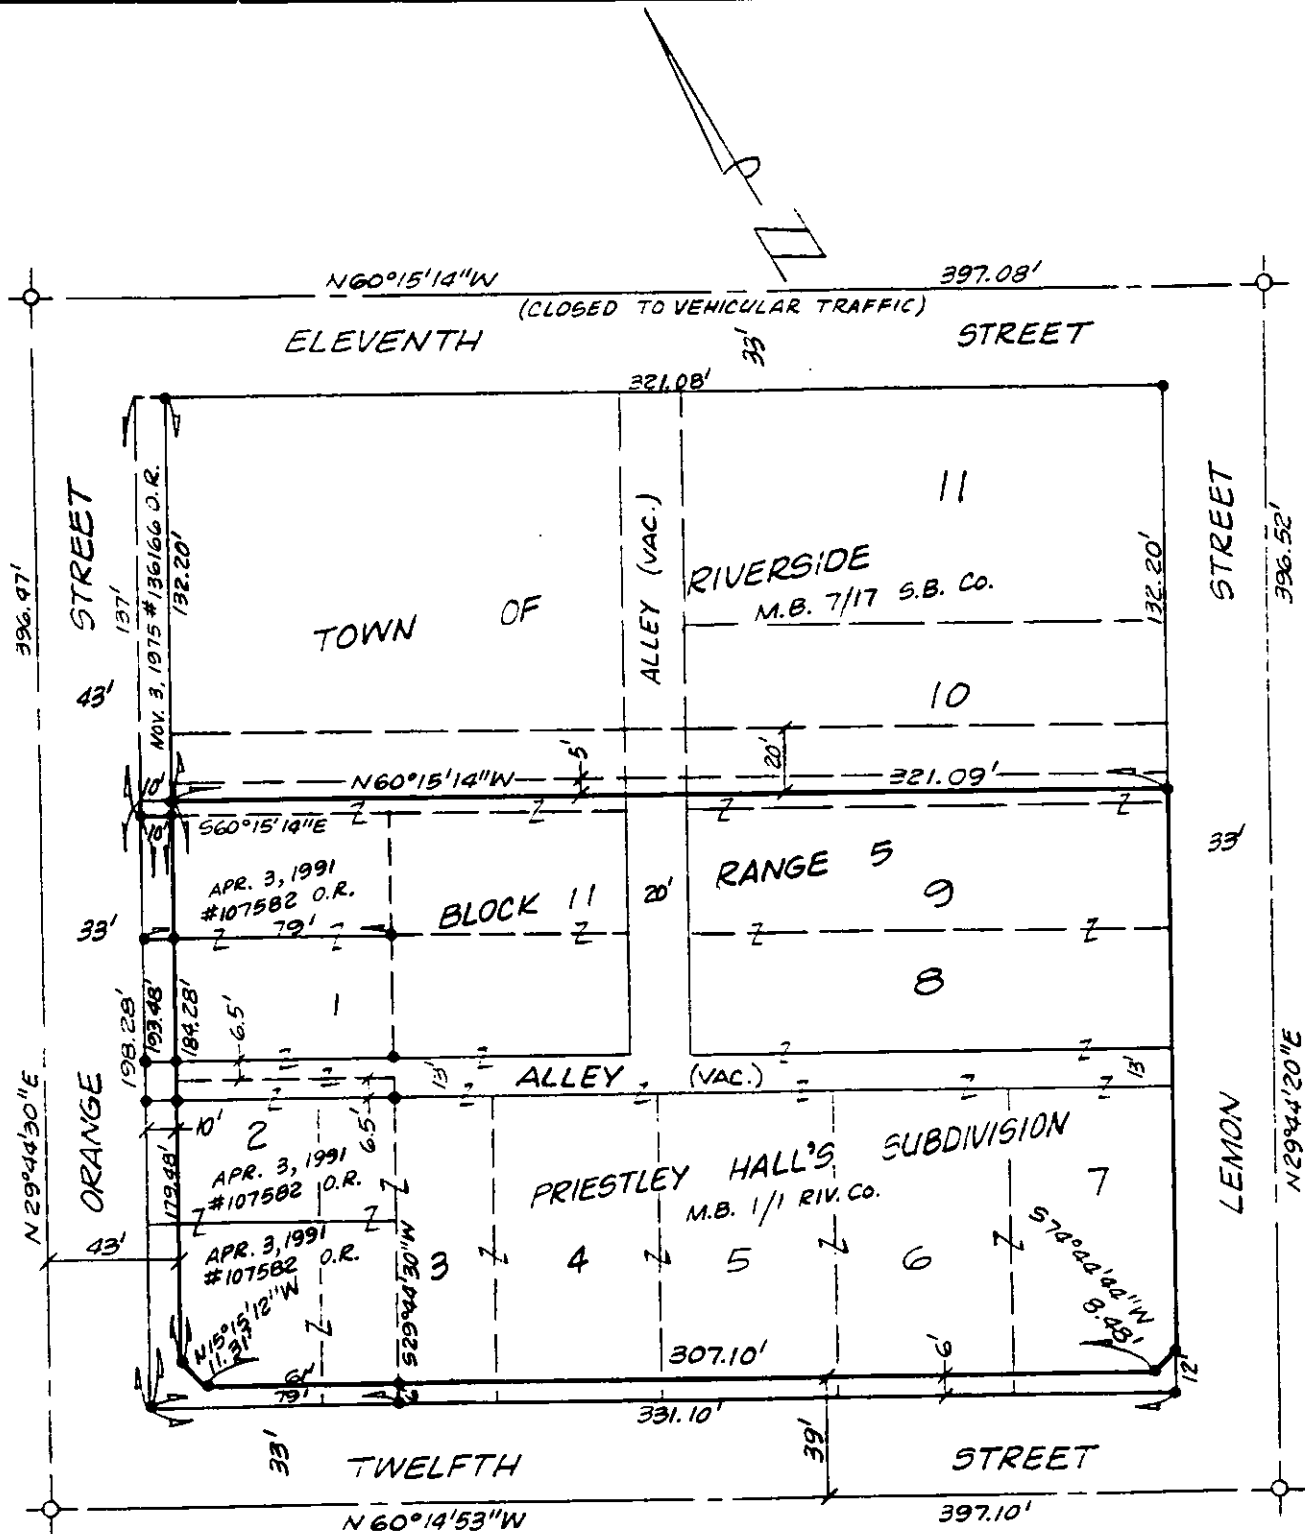 N60°15'14"W 397.08'
(CLOSED TO VEHICULAR TRAFFIC)
ELEVENTH STREET
33'
321.08'
396.47'
STREET
137'
NOV. 3, 1975 #136166 O.R.
132.20'
43'
TOWN OF RIVERSIDE
M.B. 7/17 S.B. Co.
ALLEY (VAC.)
11
10
132.20'
STREET
396.52'
5'
20'
10'
N60°15'14"W 321.09'
10'
S60°15'14"E
APR. 3, 1991
#107582 O.R.
79'
BLOCK 11
20'
RANGE 5
9
33'
33'
198.28'
193.48'
184.28'
6.5'
1
8
13'
ALLEY (VAC.)
13'
N29°44'30"E
ORANGE
10'
2
6.5'
APR. 3, 1991
#107582 O.R.
179.48'
43'
APR. 3, 1991
#107582 O.R.
PRIESTLEY HALL'S SUBDIVISION
M.B. 1/1 RIV. Co.
3
4
5
6
7
S29°44'30"W
N15°15'12"W
11.31'
S74°44'44"W
8.48'
LEMON
N29°44'20"E
61'
79'
6'
307.10'
6'
12'
331.10'
33'
39'
TWELFTH STREET
N60°14'53"W 397.10'